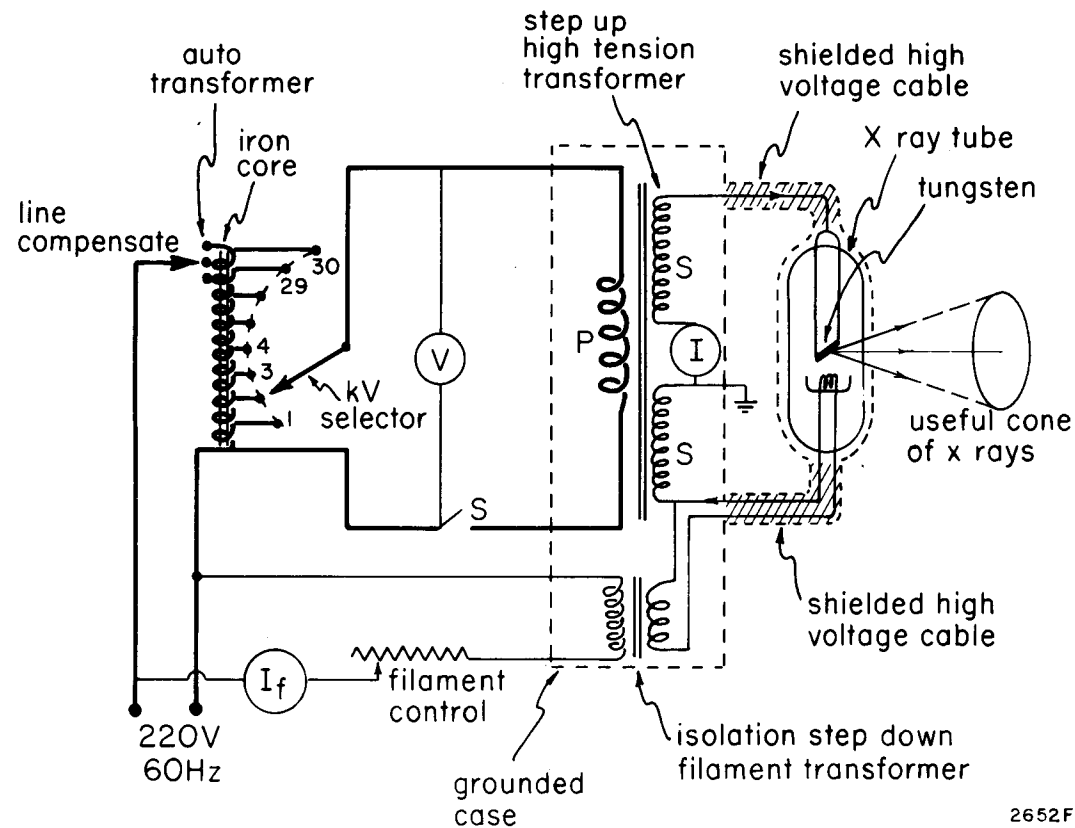 step up
high tension
transformer
shielded high
voltage cable
auto
transformer
X ray tube
iron
core
tungsten
line
compensate
30
29
4
3
1
kV
selector
V
S
P
S
I
S
useful cone
of x rays
shielded high
voltage cable
filament
control
If
220V
60Hz
isolation step down
filament transformer
grounded
case
2652F